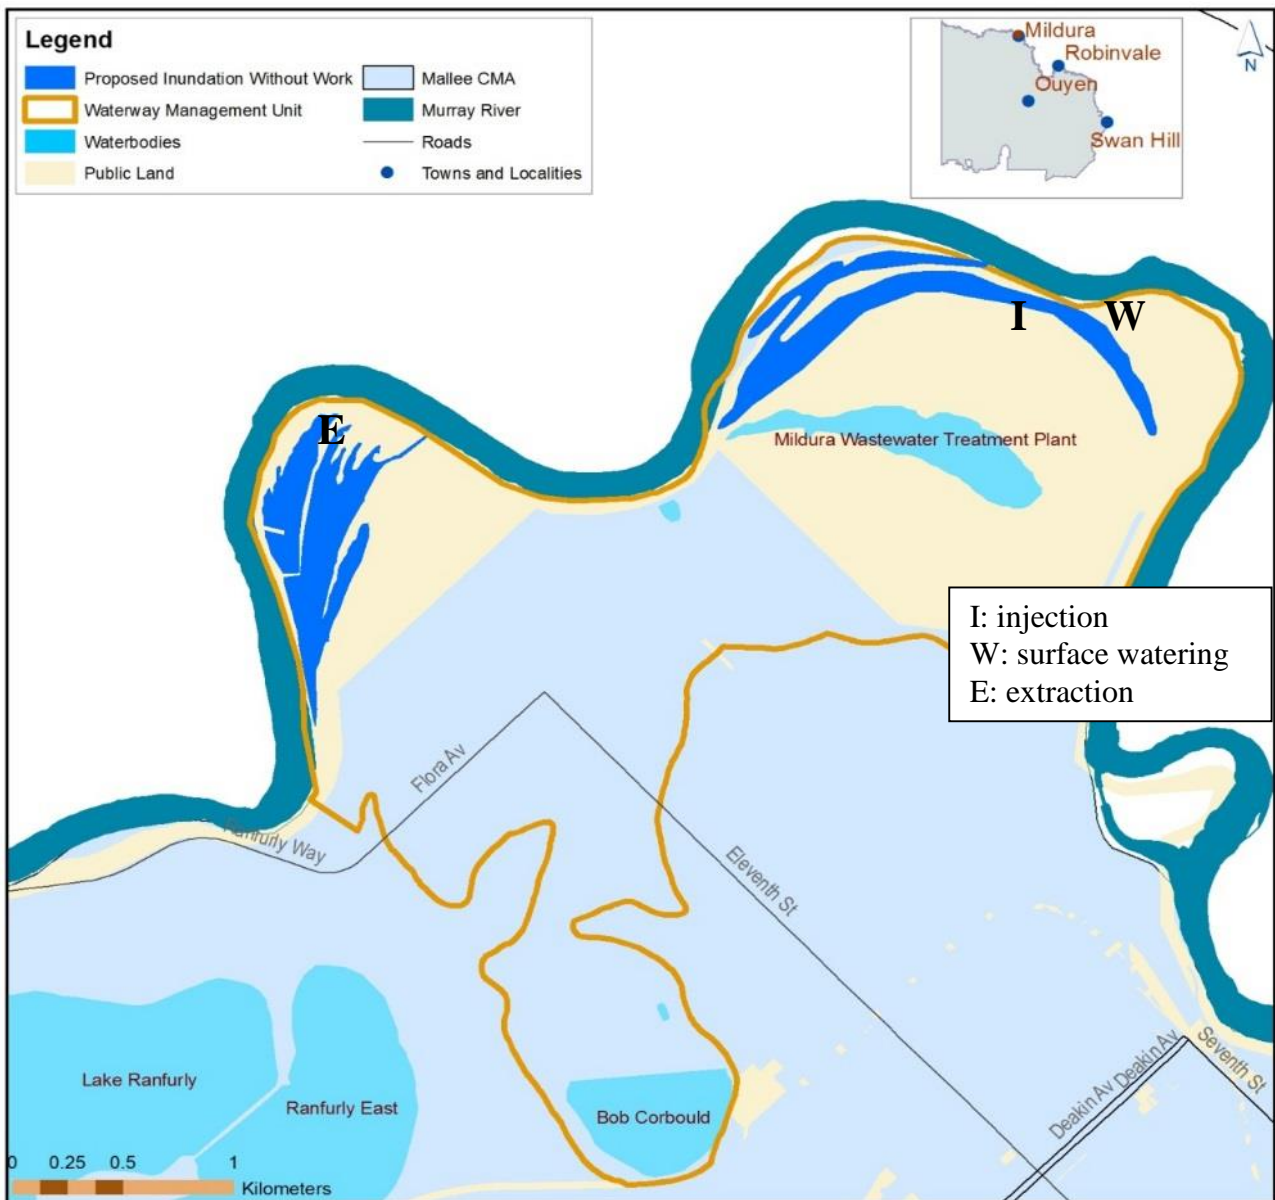 Legend
Proposed Inundation Without Work
Mallee CMA
Waterway Management Unit
Murray River
Waterbodies
Roads
Public Land
Towns and Localities
Mildura
Robinvale
Ouyen
Swan Hill
N
I
W
E
Mildura Wastewater Treatment Plant
I: injection
W: surface watering
E: extraction
Flora Av
Ranfurly Way
Eleventh St
Lake Ranfurly
Ranfurly East
Bob Corbould
Deakin Av
Deakin Av
Seventh St
0 0.25 0.5 1
Kilometers